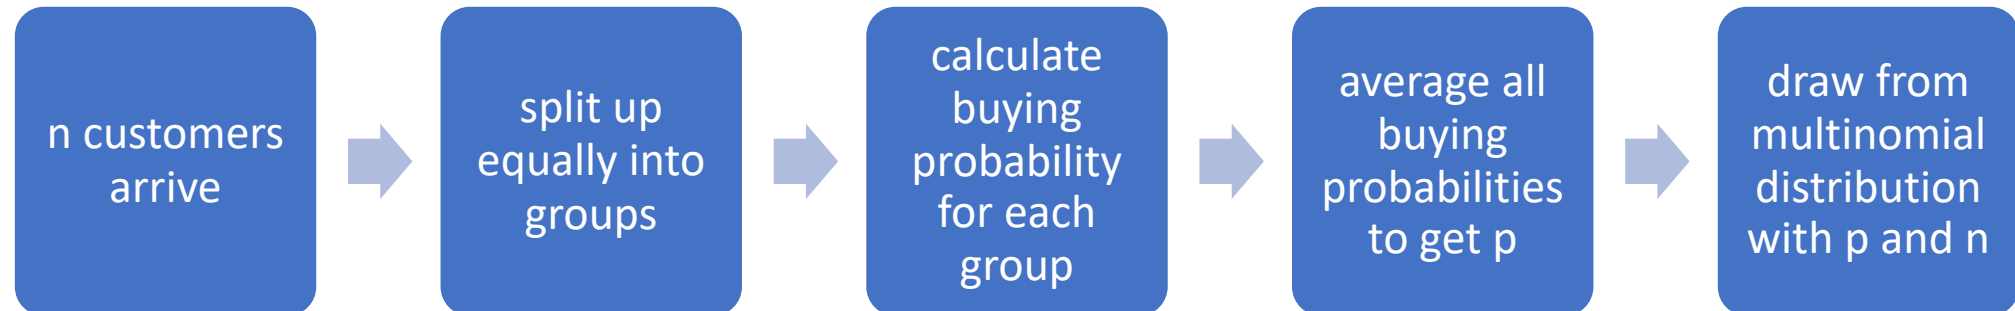 n customers
arrive
split up
equally into
groups
calculate
buying
probability
for each
group
average all
buying
probabilities
to get p
draw from
multinomial
distribution
with p and n